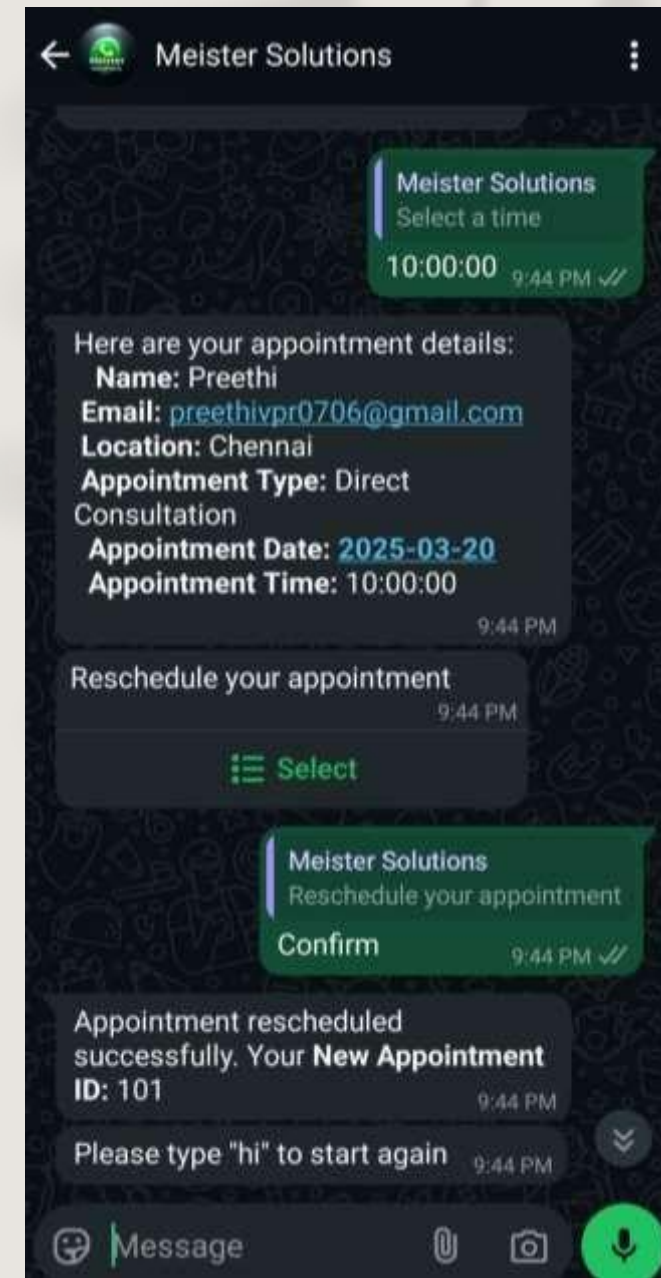 Meister Solutions
Meister Solutions
Select a time
10:00:00 9:44 PM
Here are your appointment details:
Name: Preethi
Email: preethivpr0706@gmail.com
Location: Chennai
Appointment Type: Direct
Consultation
Appointment Date: 2025-03-20
Appointment Time: 10:00:00
9:44 PM
Reschedule your appointment
9:44 PM
Select
Meister Solutions
Reschedule your appointment
Confirm 9:44 PM
Appointment rescheduled
successfully. Your New Appointment
ID: 101 9:44 PM
Please type "hi" to start again 9:44 PM
Message